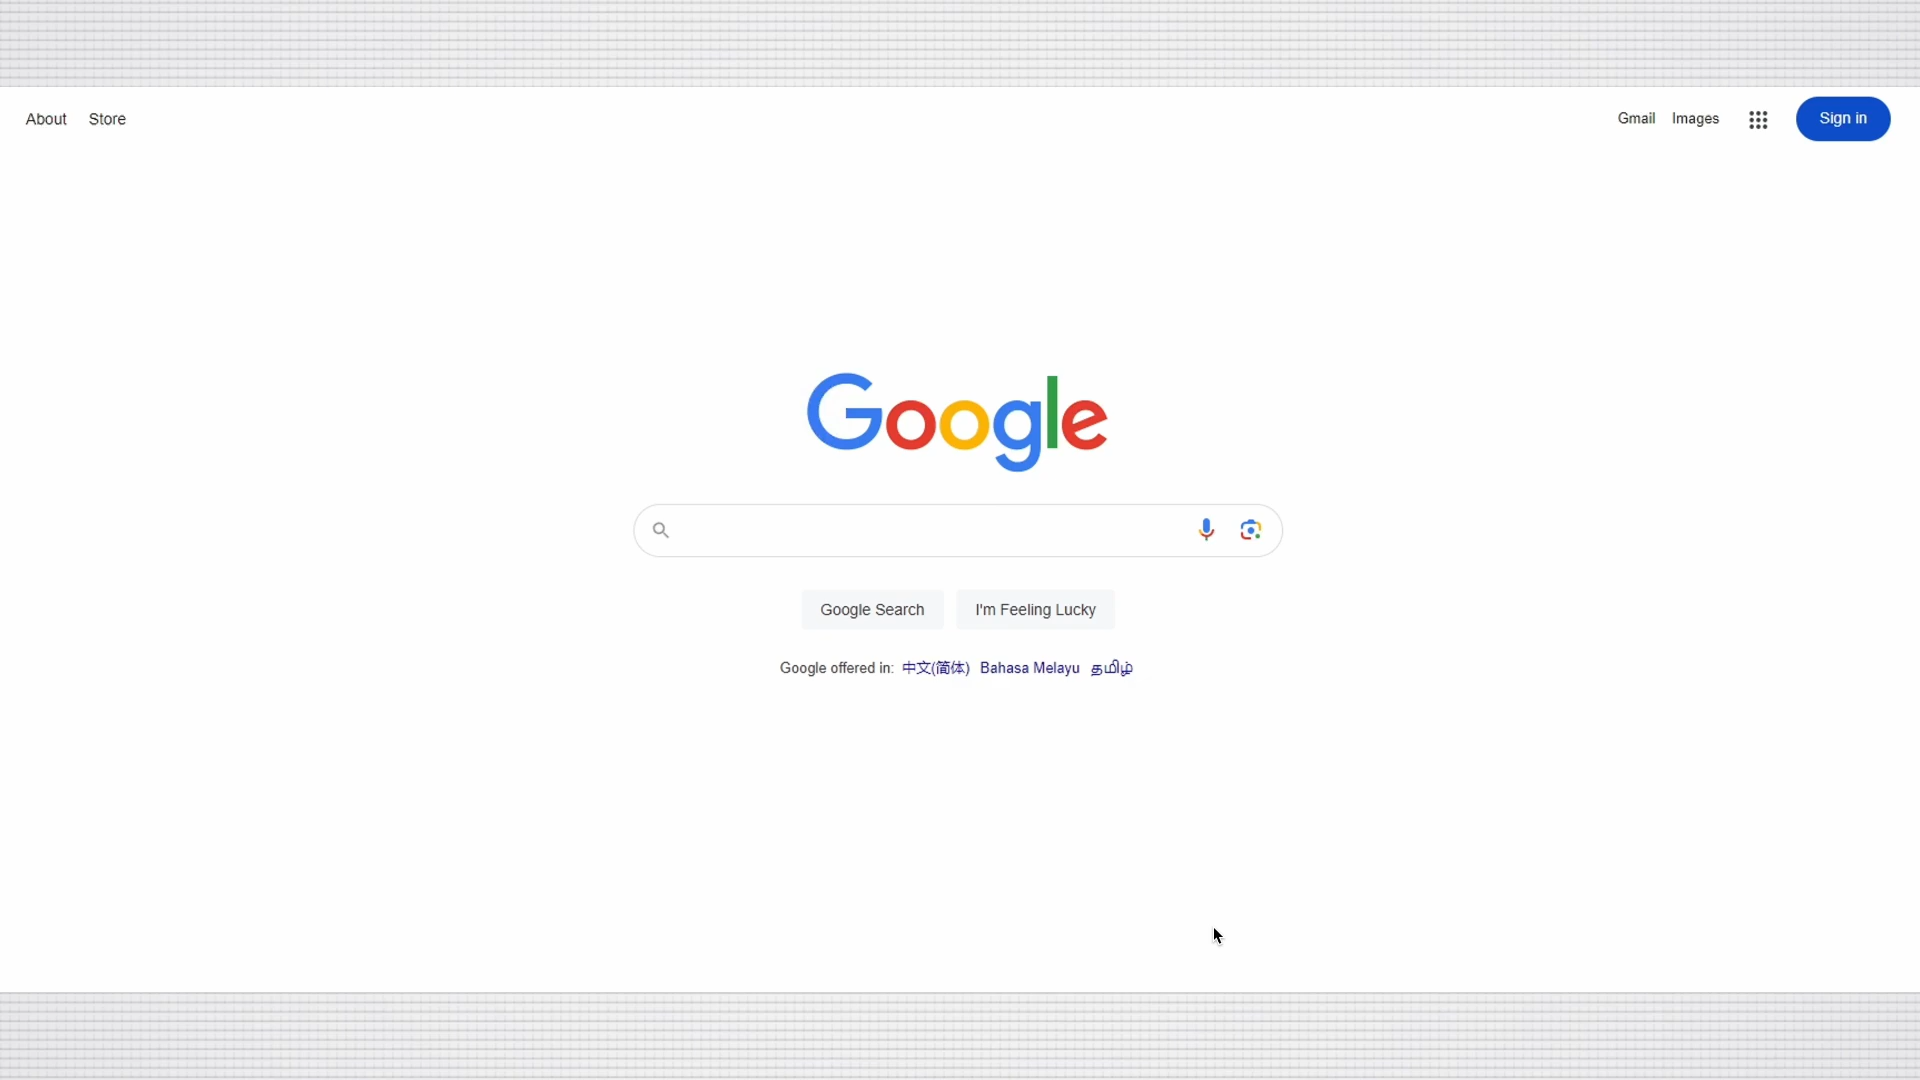 About Store
Gmail Images Sign in
Google
Google Search I'm Feeling Lucky
Google offered in: 中文(简体) Bahasa Melayu தமிழ்